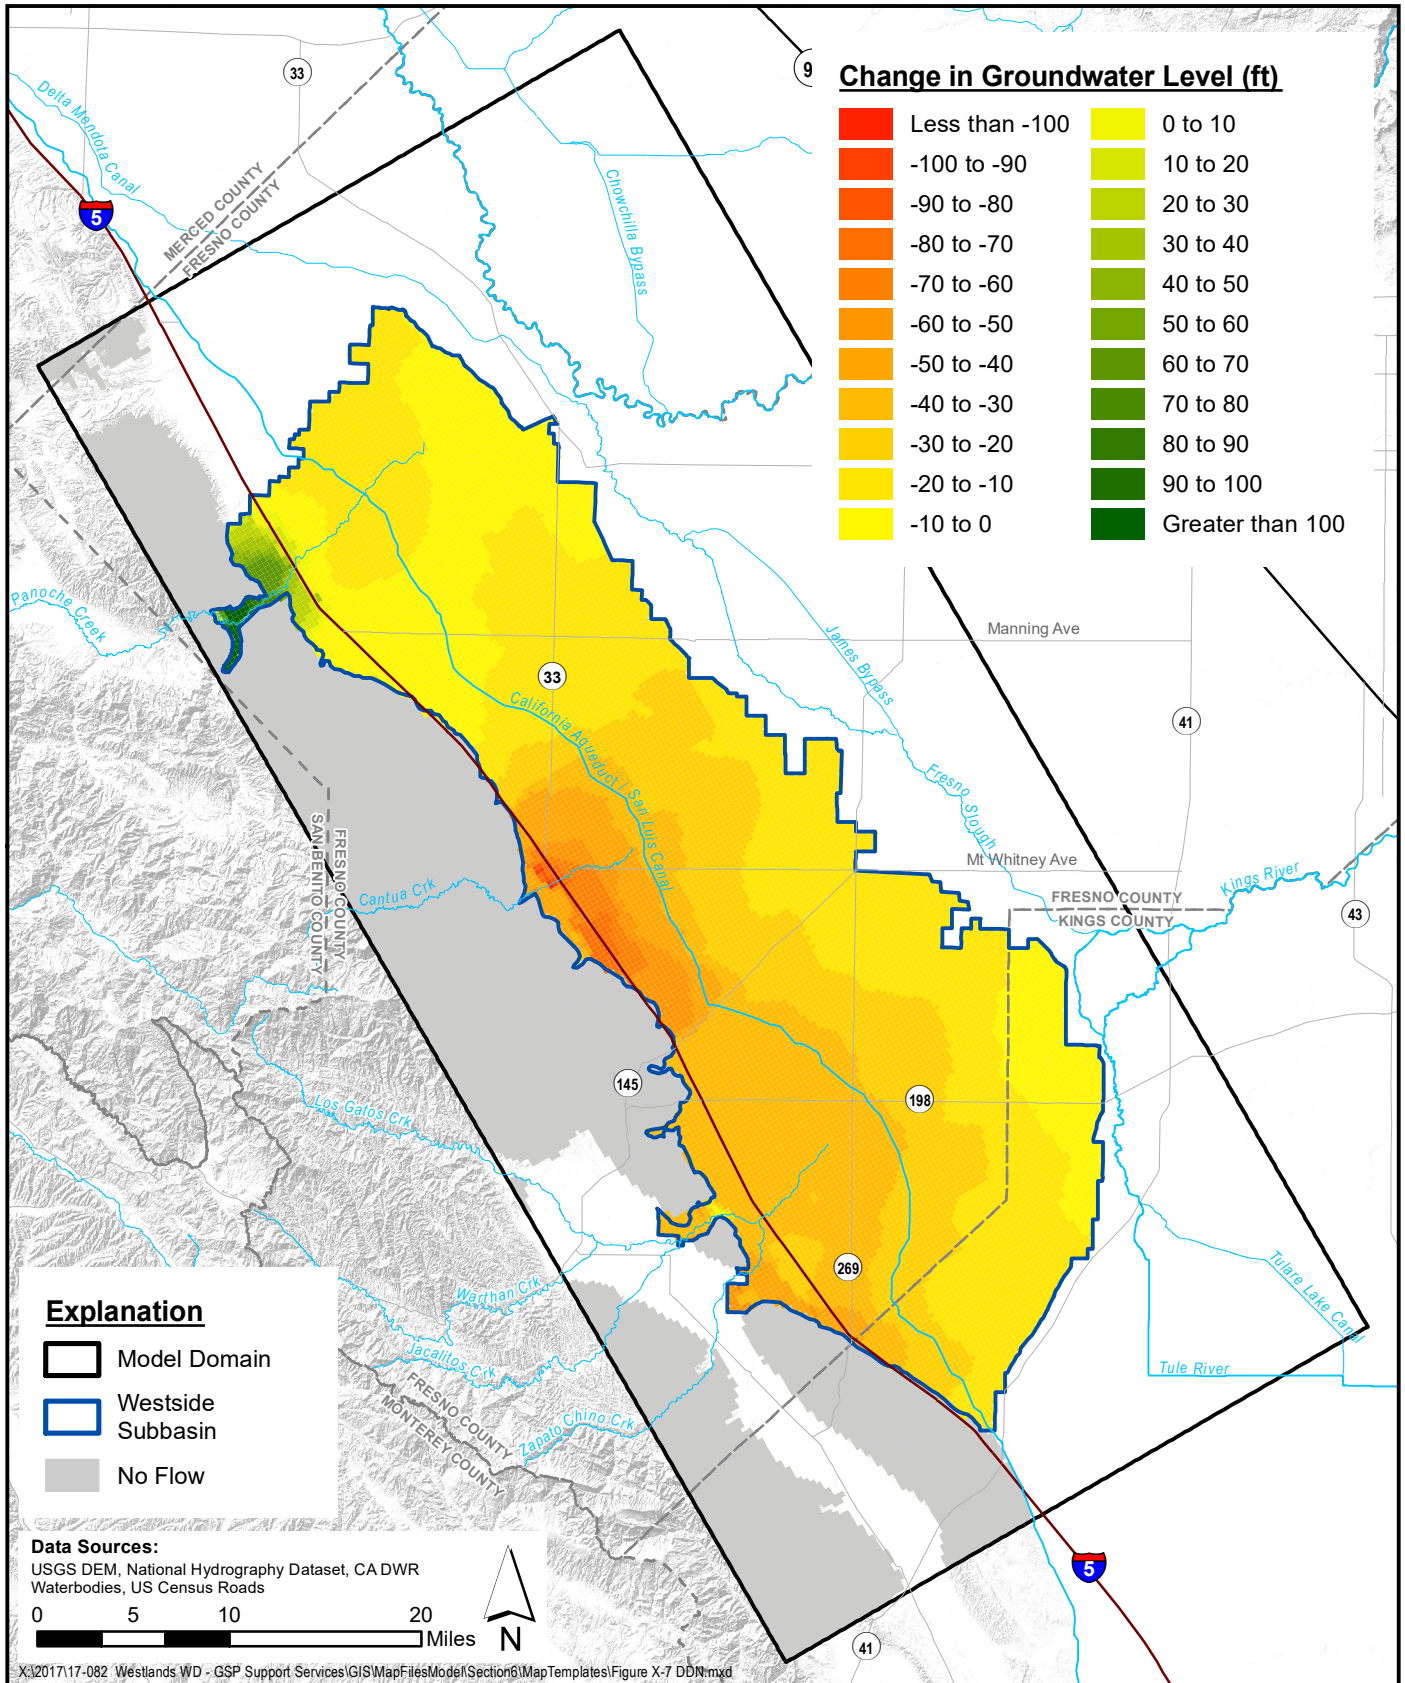 33
9
Delta Mendota Canal
MERCED COUNTY
FRESNO COUNTY
5
Chowchilla Bypass
Change in Groundwater Level (ft)
Less than -100
-100 to -90
-90 to -80
-80 to -70
-70 to -60
-60 to -50
-50 to -40
-40 to -30
-30 to -20
-20 to -10
-10 to 0
0 to 10
10 to 20
20 to 30
30 to 40
40 to 50
50 to 60
60 to 70
70 to 80
80 to 90
90 to 100
Greater than 100
Panoche Creek
James Bypass
Manning Ave
33
California Aqueduct / San Luis Canal
41
Fresno Slough
SAN BENITO COUNTY
FRESNO COUNTY
Mt Whitney Ave
Cantua Crk
Kings River
FRESNO COUNTY
KINGS COUNTY
43
145
Los Gatos Crk
198
269
Warthan Crk
Jacalitos Crk
Tulare Lake Canal
Tule River
FRESNO COUNTY
MONTEREY COUNTY
Zapato Chino Crk
Explanation
Model Domain
Westside
Subbasin
No Flow
Data Sources:
USGS DEM, National Hydrography Dataset, CA DWR
Waterbodies, US Census Roads
0 5 10 20
Miles
N
5
41
X:\2017\17-082 Westlands WD - GSP Support Services\GIS\MapFilesModel\Section6\MapTemplates\Figure X-7 DDN.mxd